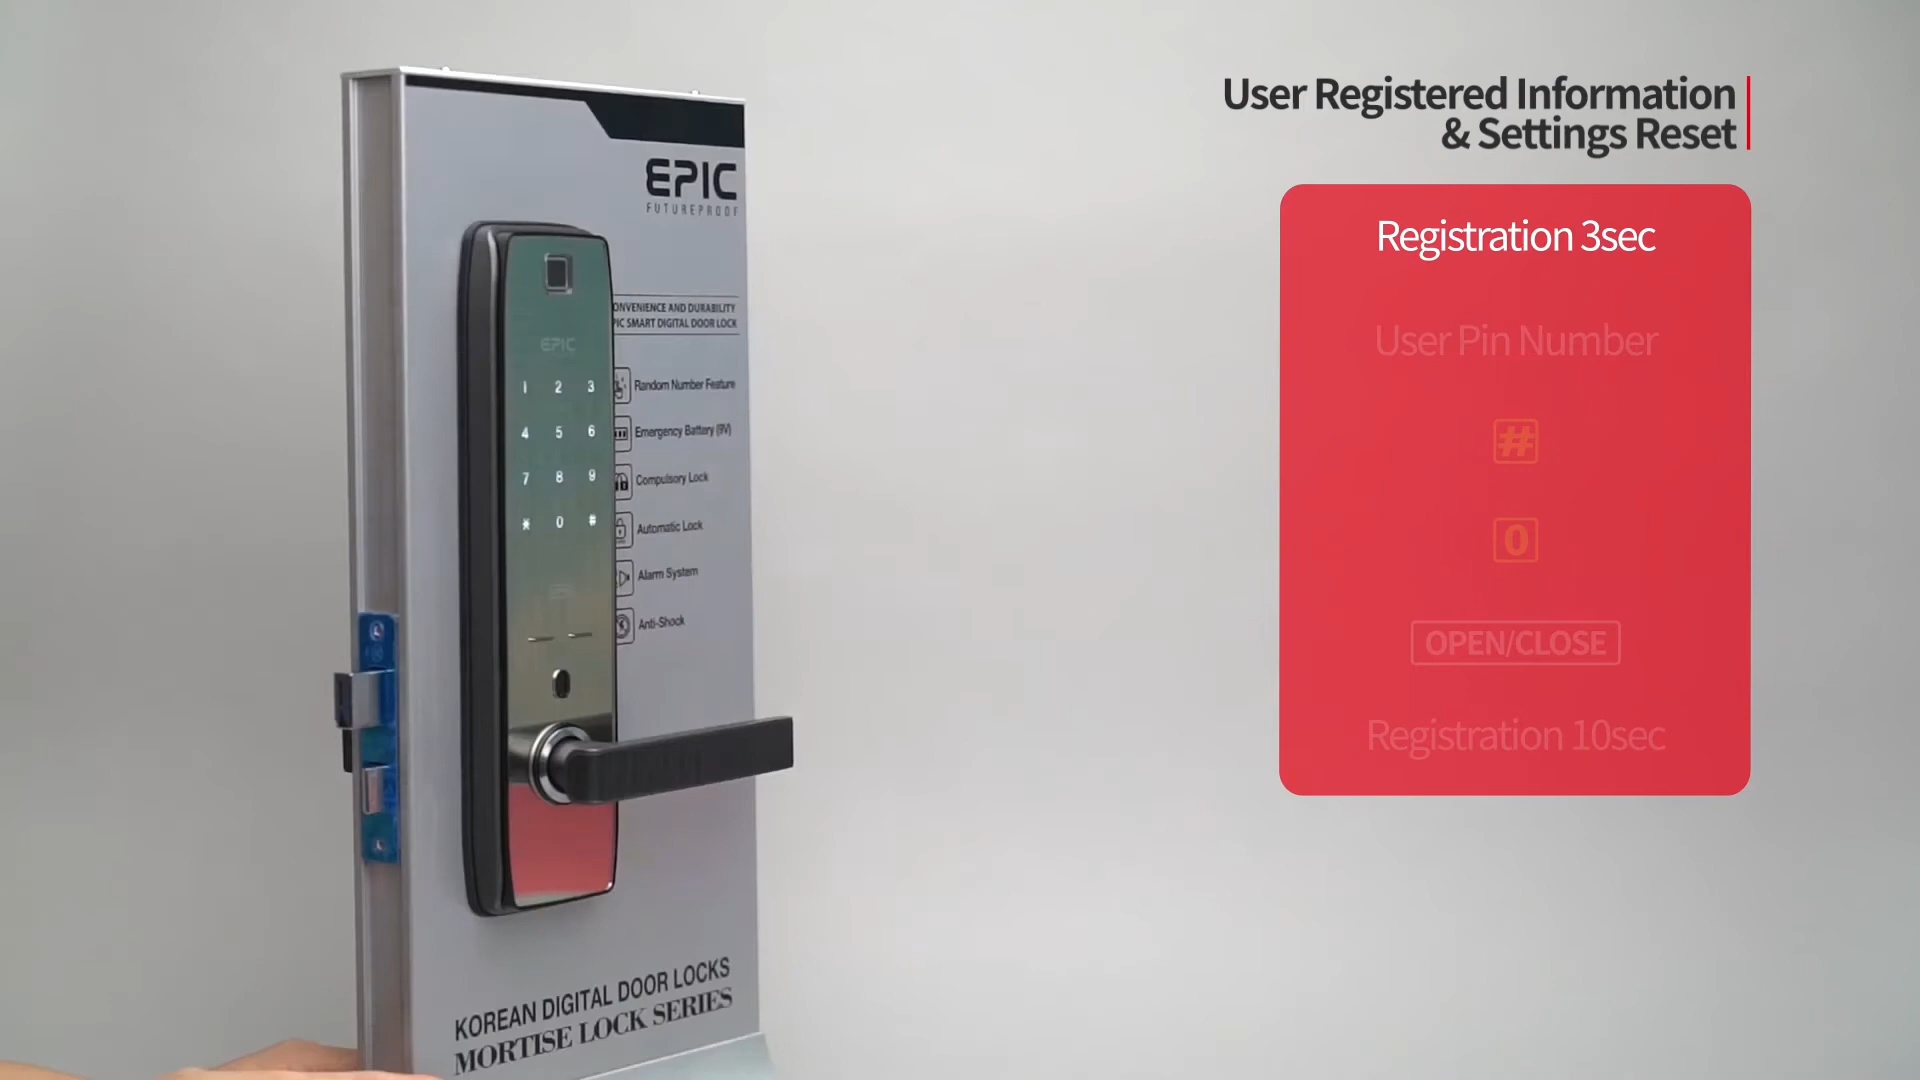 User Registered Information
& Settings Reset
Registration 3sec
User Pin Number
#
0
OPEN/CLOSE
Registration 10sec
EPIC
FUTUREPROOF
ONVENIENCE AND DURABILITY
PIC SMART DIGITAL DOOR LOCK
Random Number Feature
Emergency Battery (9V)
Compulsory Lock
Automatic Lock
Alarm System
Anti-Shock
EPIC
1 2 3
4 5 6
7 8 9
* 0 #
KOREAN DIGITAL DOOR LOCKS
MORTISE LOCK SERIES